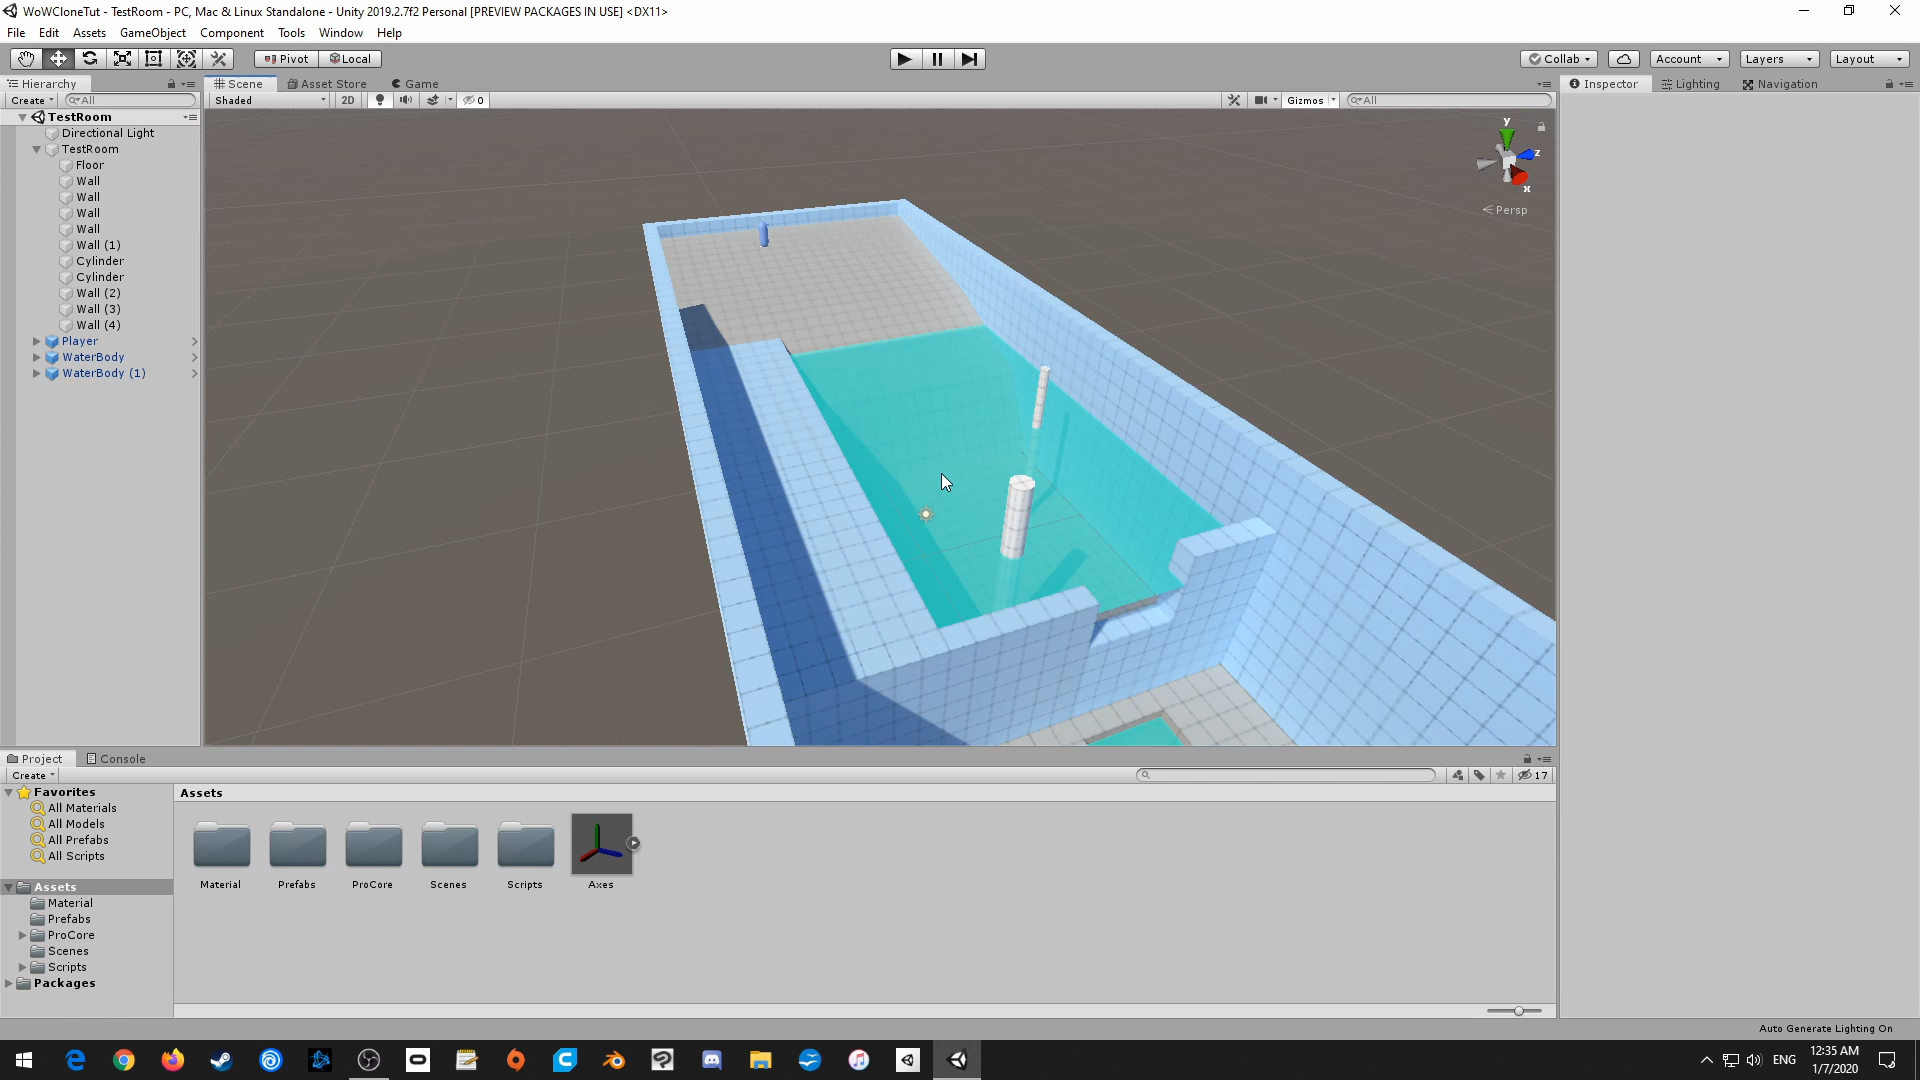 WoWCloneTut - TestRoom - PC, Mac & Linux Standalone - Unity 2019.2.7f2 Personal [PREVIEW PACKAGES IN USE] <DX11>
File Edit Assets GameObject Component Tools Window Help
Pivot Local Collab Account Layers Layout
Hierarchy Scene Asset Store Game Inspector Lighting Navigation
Create All Shaded 2D 0 Gizmos All
TestRoom
Directional Light
TestRoom
Floor
Wall
Wall
Wall
Wall
Wall (1)
Cylinder
Cylinder
Wall (2)
Wall (3)
Wall (4)
Player
WaterBody
WaterBody (1)
y
z
x
Persp
Project Console
Create 17
Favorites
All Materials
All Models
All Prefabs
All Scripts
Assets
Material
Prefabs
ProCore
Scenes
Scripts
Packages
Assets
Material Prefabs ProCore Scenes Scripts Axes
Auto Generate Lighting On
ENG
12:35 AM
1/7/2020